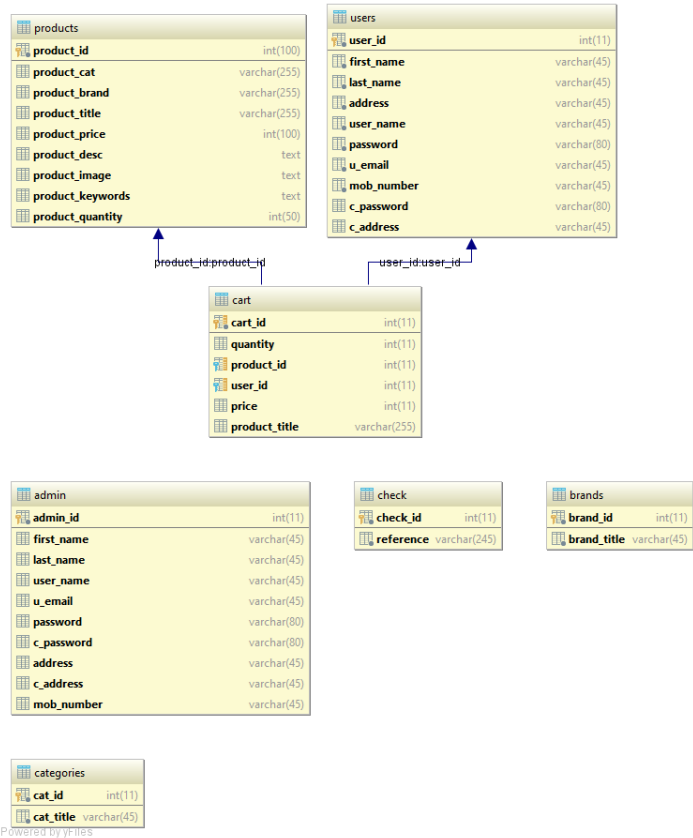 products
product_id int(100)
product_cat varchar(255)
product_brand varchar(255)
product_title varchar(255)
product_price int(100)
product_desc text
product_image text
product_keywords text
product_quantity int(50)
users
user_id int(11)
first_name varchar(45)
last_name varchar(45)
address varchar(45)
user_name varchar(45)
password varchar(80)
u_email varchar(45)
mob_number varchar(45)
c_password varchar(80)
c_address varchar(45)
product_id:product_id
user_id:user_id
cart
cart_id int(11)
quantity int(11)
product_id int(11)
user_id int(11)
price int(11)
product_title varchar(255)
admin
admin_id int(11)
first_name varchar(45)
last_name varchar(45)
user_name varchar(45)
u_email varchar(45)
password varchar(80)
c_password varchar(80)
address varchar(45)
c_address varchar(45)
mob_number varchar(45)
check
check_id int(11)
reference varchar(245)
brands
brand_id int(11)
brand_title varchar(45)
categories
cat_id int(11)
cat_title varchar(45)
Powered by yFiles